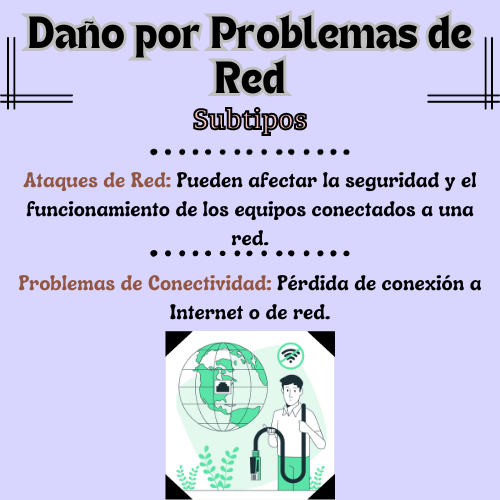 Daño por Problemas de
Red
Subtipos
Ataques de Red: Pueden afectar la seguridad y el
funcionamiento de los equipos conectados a una
red.
Problemas de Conectividad: Pérdida de conexión a
Internet o de red.